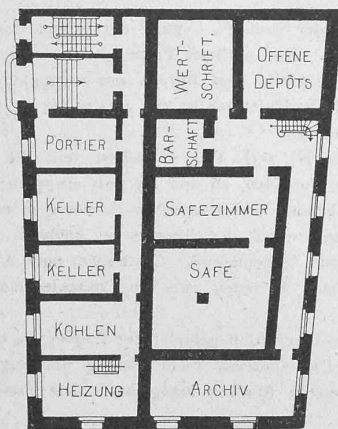 WERT-
SCHRIFT.
OFFENE
DEPÔTS
PORTIER
BAR-
SCHAFT
KELLER
SAFEZIMMER
KELLER
SAFE
KOHLEN
HEIZUNG
ARCHIV